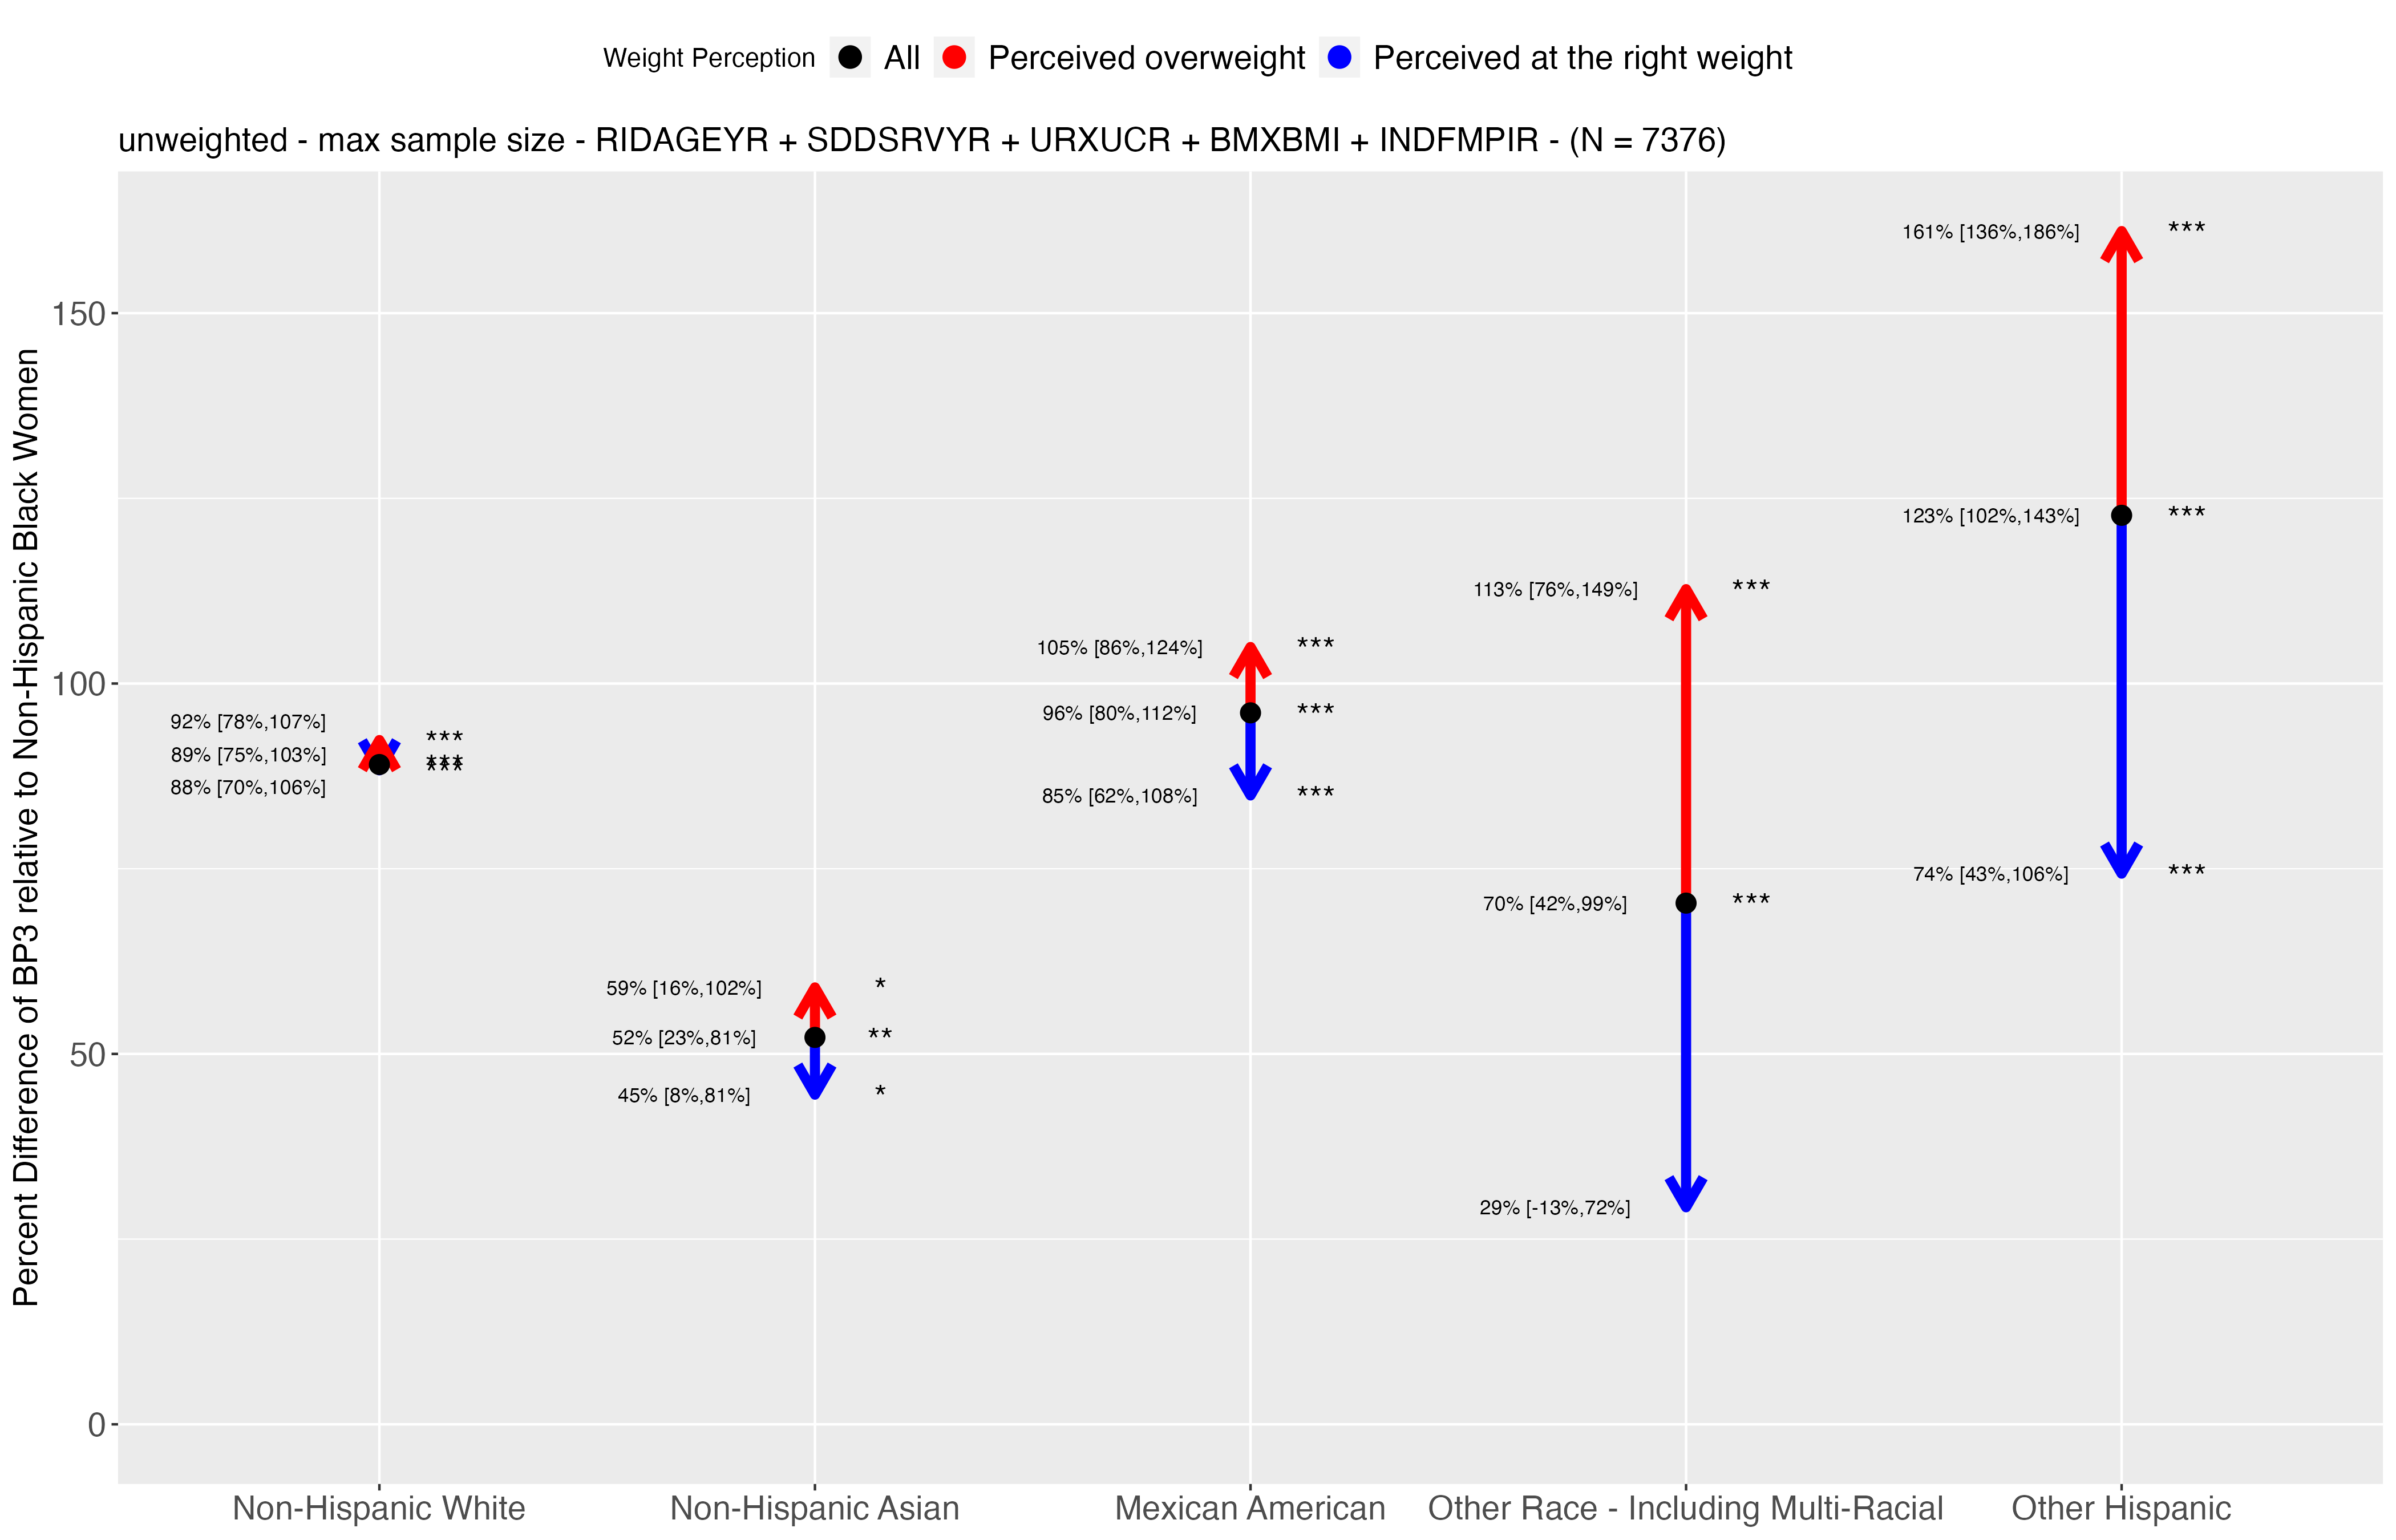 Weight Perception All Perceived overweight Perceived at the right weight
unweighted - max sample size - RIDAGEYR + SDDSRVYR + URXUCR + BMXBMI + INDFMPIR - (N = 7376)
Percent Difference of BP3 relative to Non-Hispanic Black Women
150
100
50
0
92% [78%,107%] ***
89% [75%,103%] ***
88% [70%,106%] ***
59% [16%,102%] *
52% [23%,81%] **
45% [8%,81%] *
105% [86%,124%] ***
96% [80%,112%] ***
85% [62%,108%] ***
113% [76%,149%] ***
70% [42%,99%] ***
29% [-13%,72%]
161% [136%,186%] ***
123% [102%,143%] ***
74% [43%,106%] ***
Non-Hispanic White Non-Hispanic Asian Mexican American Other Race - Including Multi-Racial Other Hispanic